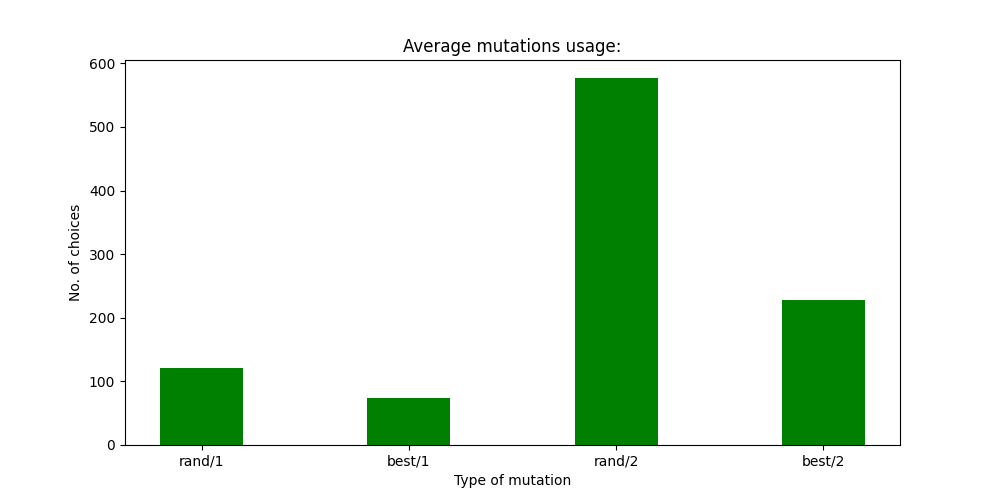 Average mutations usage:
600
500
400
300
200
100
0
No. of choices
rand/1
best/1
rand/2
best/2
Type of mutation